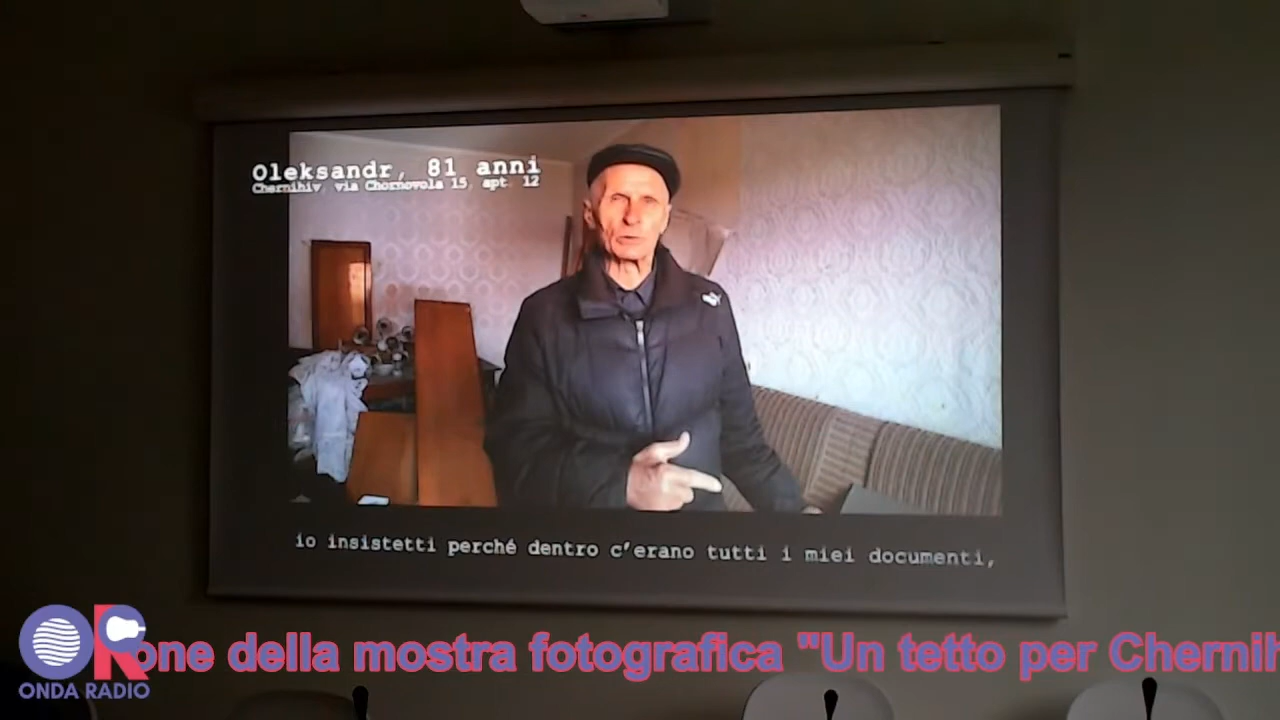 Oleksandr, 81 anni
Chernihiv via Chornovola 15 apt 12
io insistetti perché dentro c'erano tutti i miei documenti,
one della mostra fotografica "Un tetto per Chernih
OR
ONDA RADIO